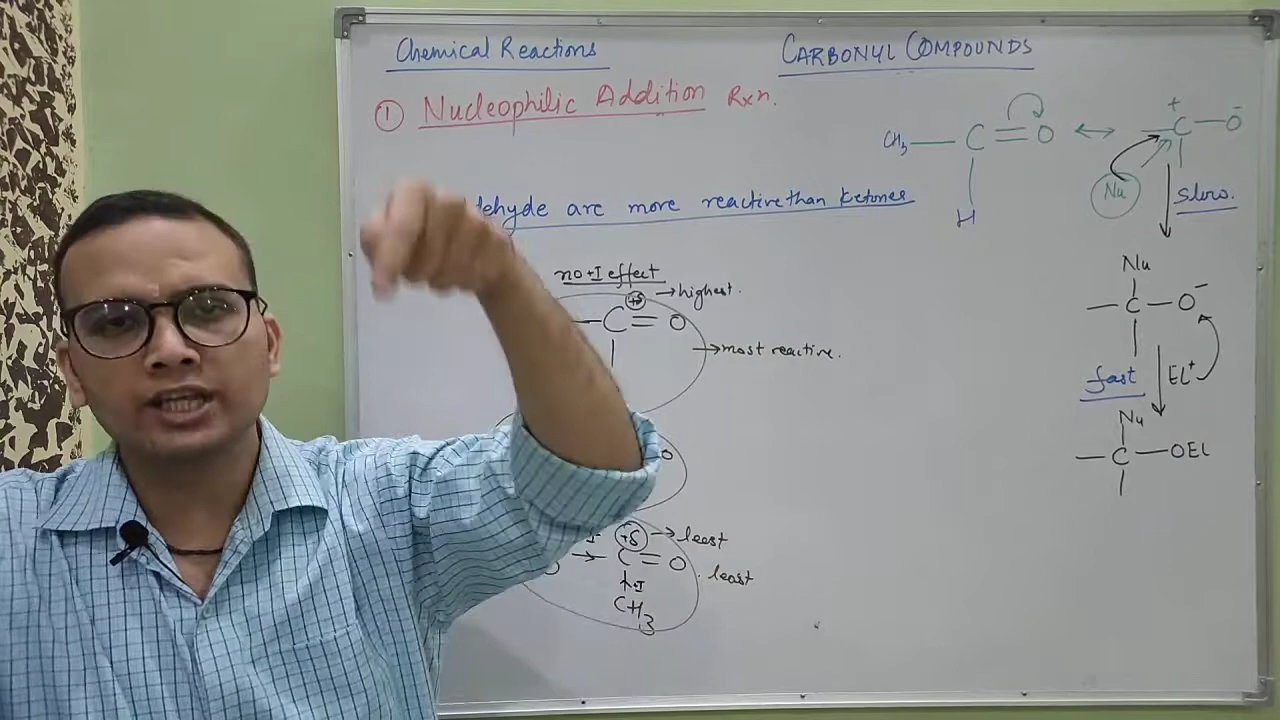 Chemical Reactions
CARBONYL COMPOUNDS
① Nucleophilic Addition Rxn.
CH3 — C = O ↔ — C — O
+
-
H
Nu
slow.
dehyde are more reactive than Ketones
no +I effect
+δ → highest.
— C = O
→ most reactive.
Nu
— C — O-
fast
EL+
Nu
— C — OEL
O
+δ → least
→ C = O
least
+I
CH3